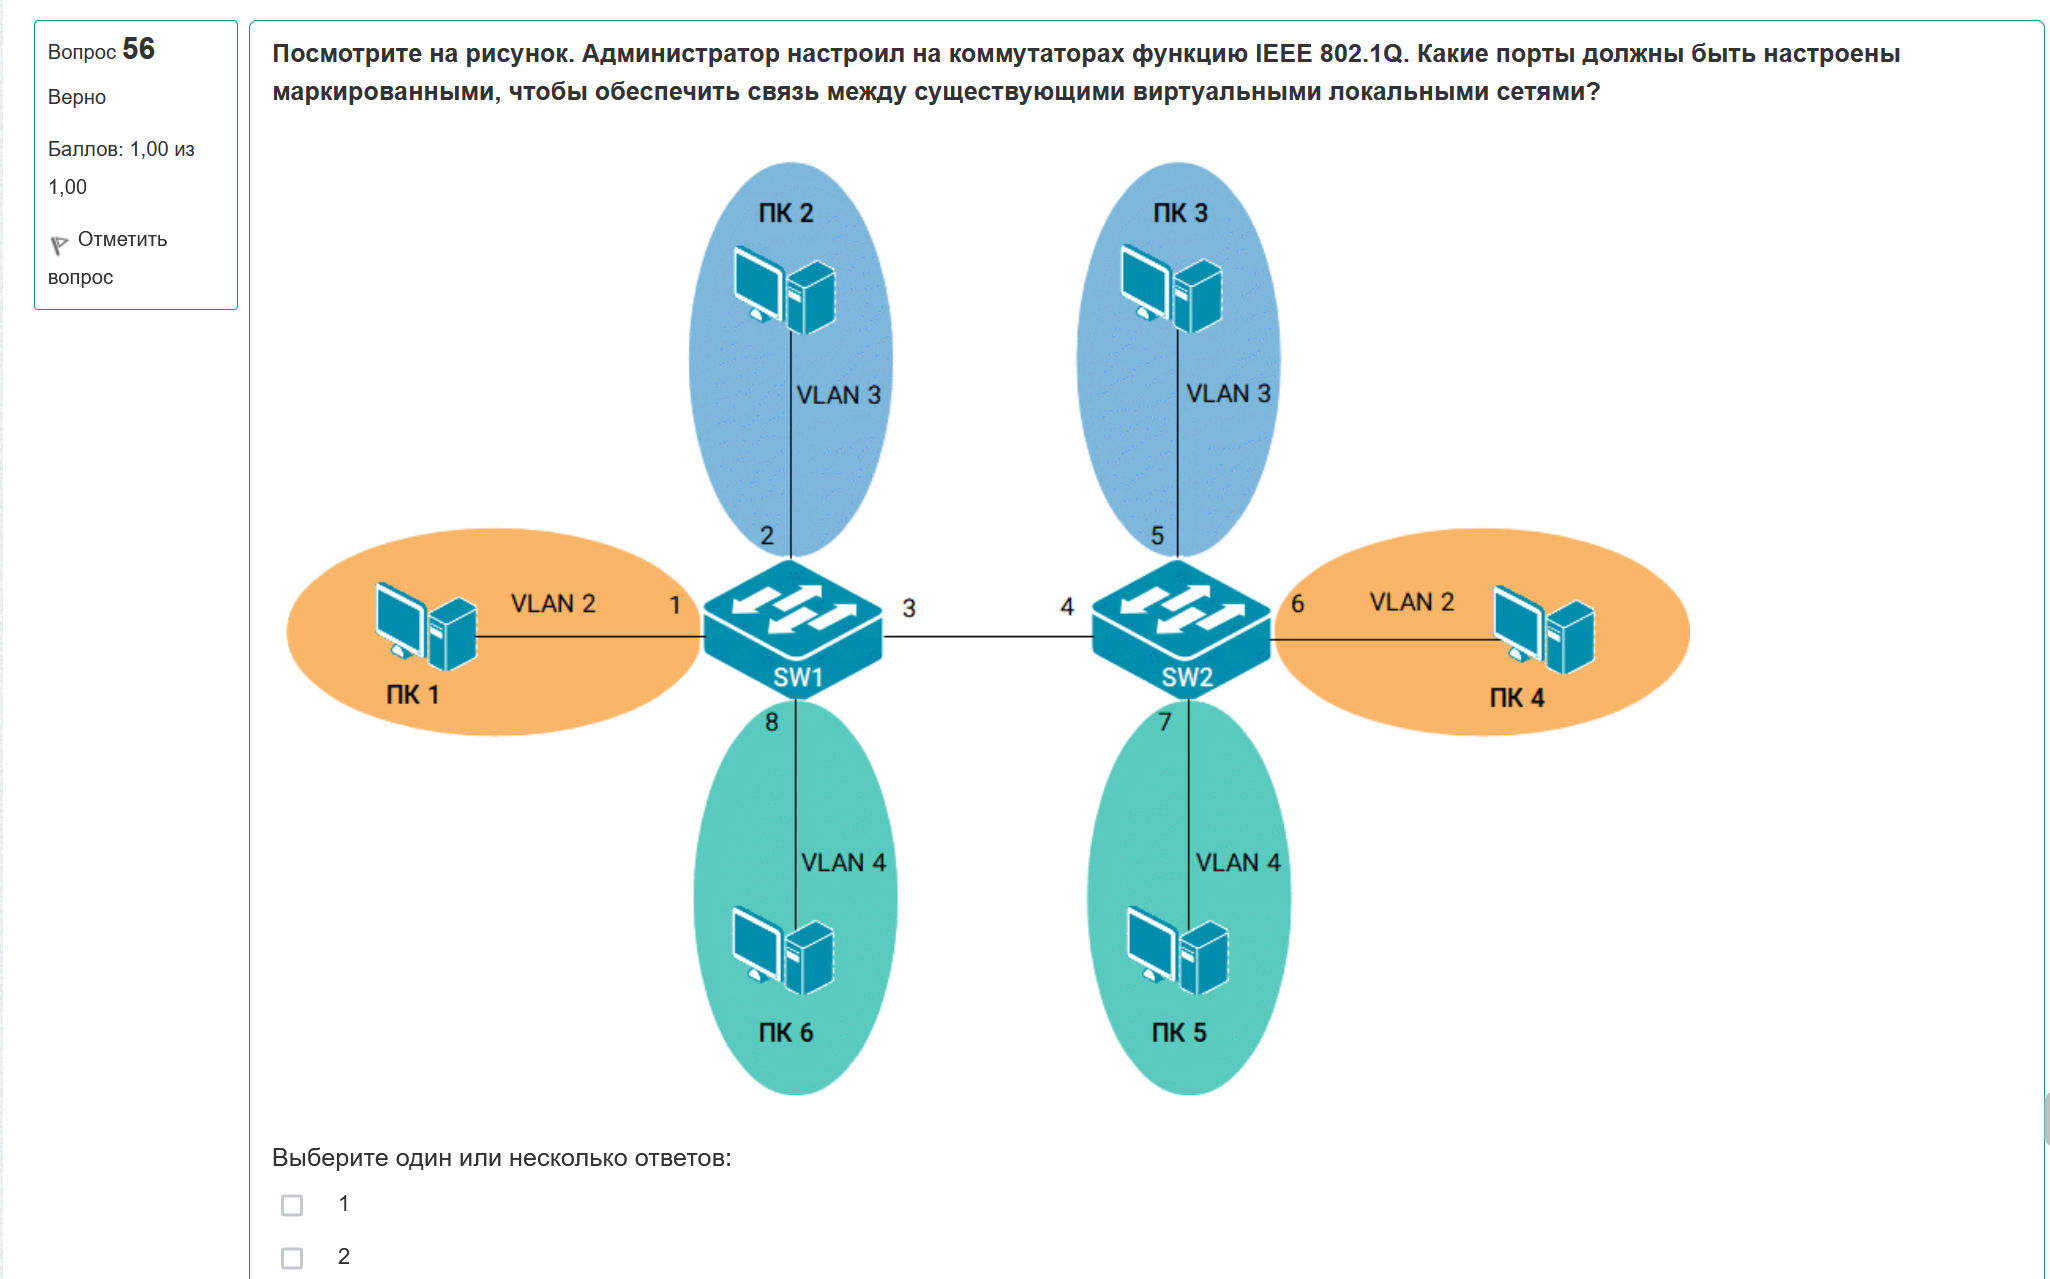 Вопрос 56
Верно
Баллов: 1,00 из
1,00
Отметить
вопрос
Посмотрите на рисунок. Администратор настроил на коммутаторах функцию IEEE 802.1Q. Какие порты должны быть настроены
маркированными, чтобы обеспечить связь между существующими виртуальными локальными сетями?
ПК 2
ПК 3
VLAN 3
VLAN 3
2
5
VLAN 2
1
3
4
6
VLAN 2
SW1
SW2
ПК 1
ПК 4
8
7
VLAN 4
VLAN 4
ПК 6
ПК 5
Выберите один или несколько ответов:
1
2